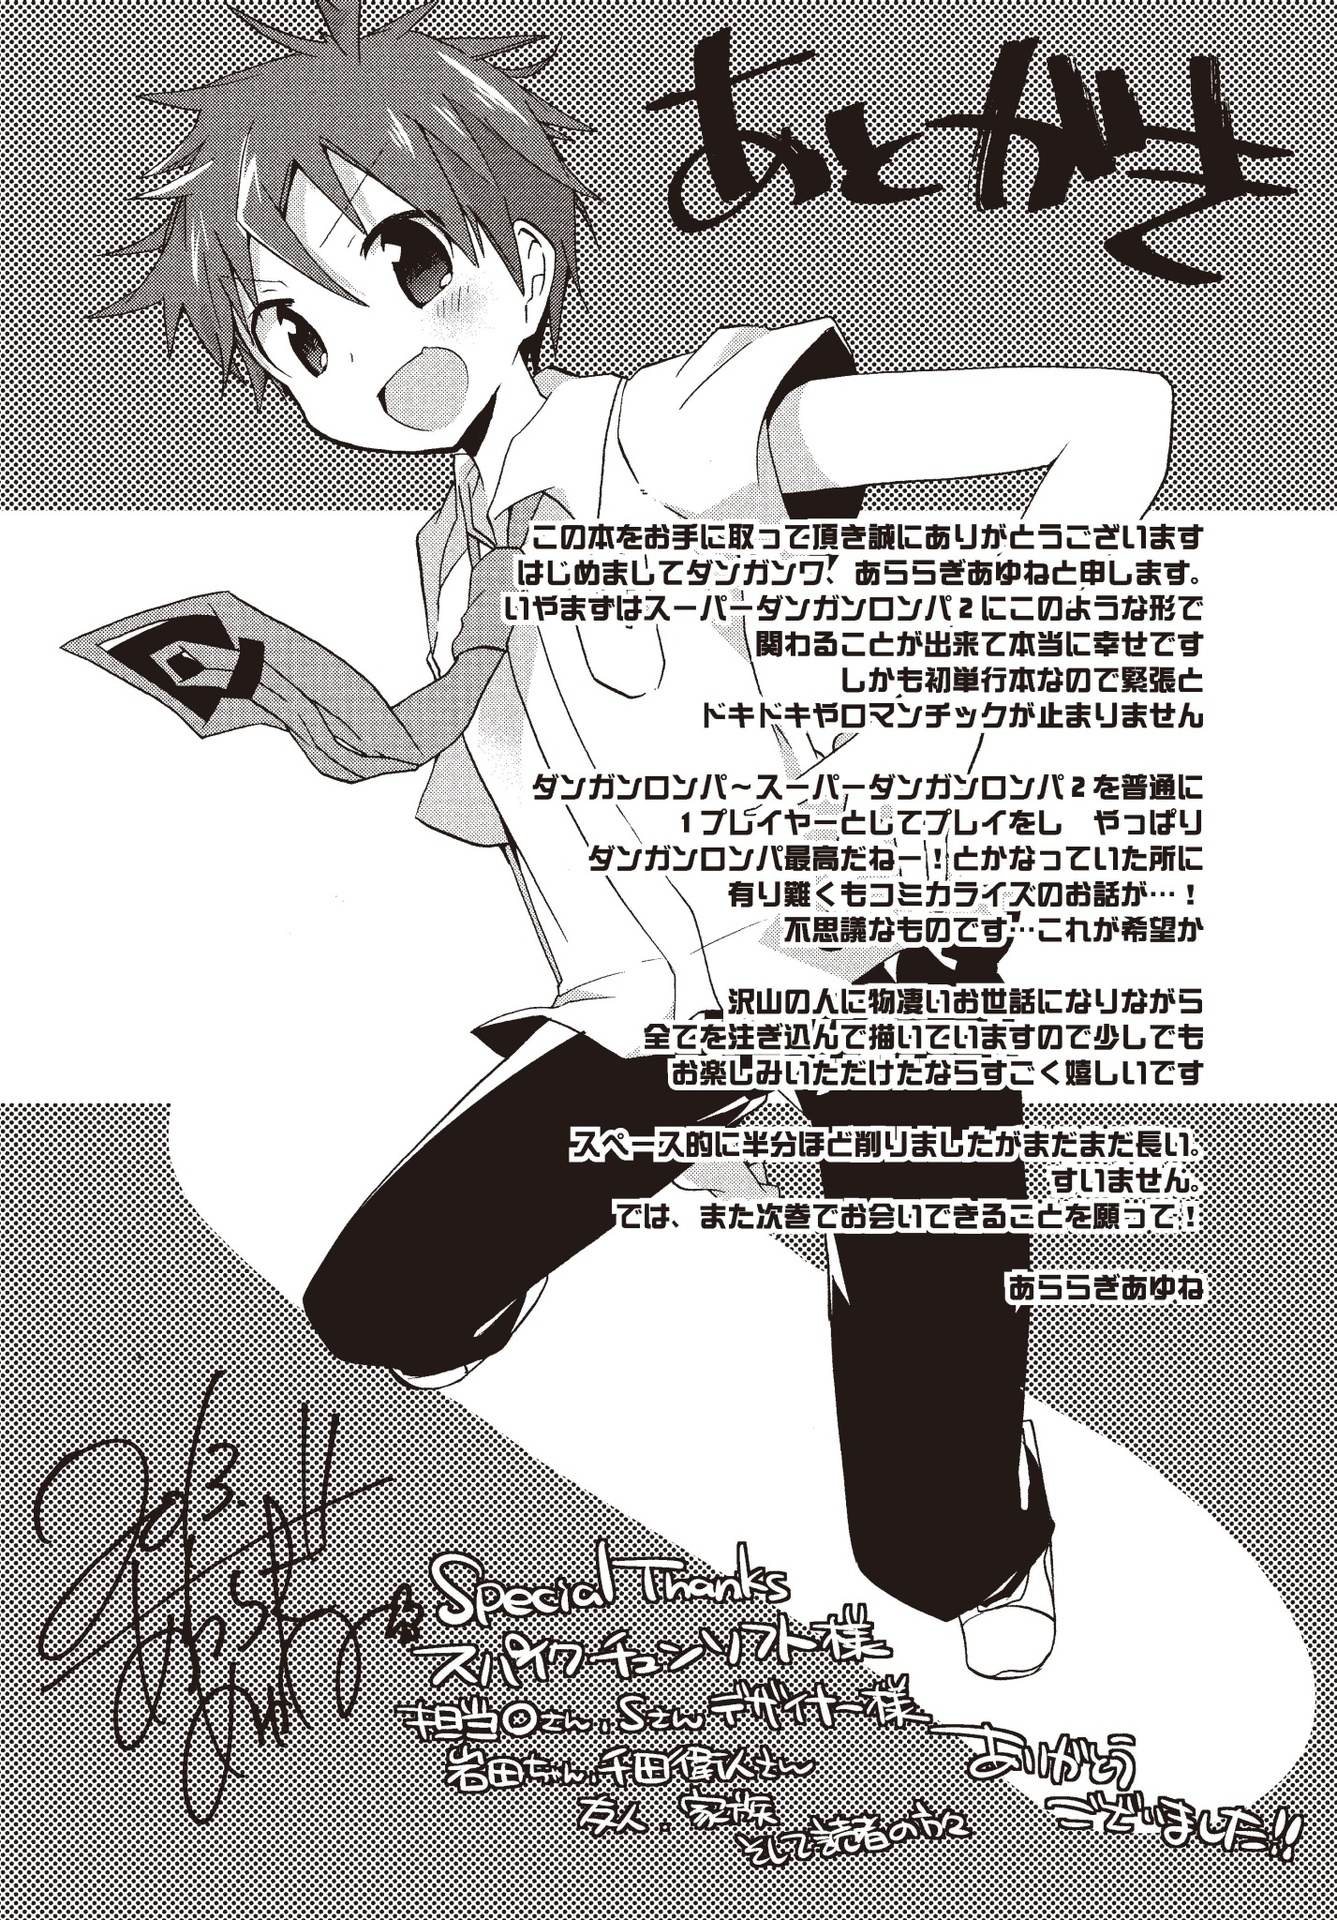 あとがき
この本をお手に取って頂き誠にありがとうございます
はじめましてダンガンワ、あららぎあゆねと申します。
いやまずはスーパーダンガンロンパ2にこのような形で
関わることが出来て本当に幸せです
しかも初単行本なので緊張と
ドキドキやロマンチックが止まりません
ダンガンロンパ～スーパーダンガンロンパ2を普通に
1プレイヤーとしてプレイをし　やっぱり
ダンガンロンパ最高だねー！とかなっていた所に
有り難くもコミカライズのお話が…！
不思議なものです…これが希望か
沢山の人に物凄いお世話になりながら
全てを注ぎ込んで描いていますので少しでも
お楽しみいただけたならすごく嬉しいです
スペース的に半分ほど削りましたがまたまた長い。
すいません。
では、また次巻でお会いできることを願って！
あららぎあゆね
2013.
Special Thanks
スパイクチュンソフト様
担当Oさん、Sさん デザイナー様
岩田ちゃん、千田偉人さん
友人。家族
そして読者の方々
ありがとう
ございました!!